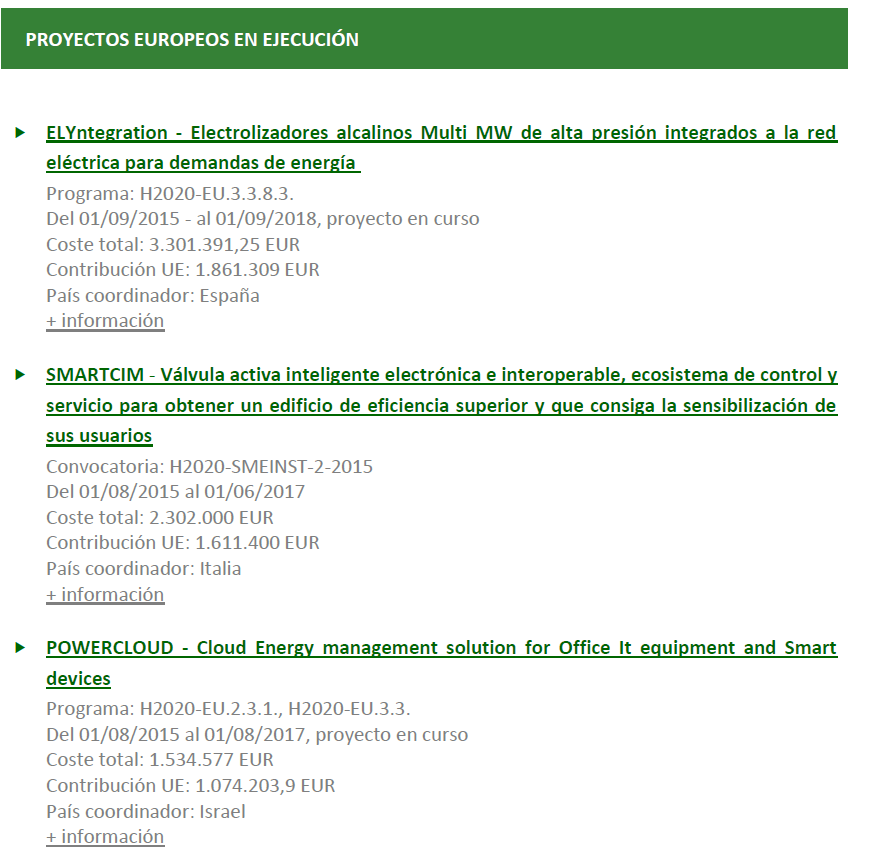 PROYECTOS EUROPEOS EN EJECUCIÓN
ELYntegration - Electrolizadores alcalinos Multi MW de alta presión integrados a la red
eléctrica para demandas de energía
Programa: H2020-EU.3.3.8.3.
Del 01/09/2015 - al 01/09/2018, proyecto en curso
Coste total: 3.301.391,25 EUR
Contribución UE: 1.861.309 EUR
País coordinador: España
+ información
SMARTCIM - Válvula activa inteligente electrónica e interoperable, ecosistema de control y
servicio para obtener un edificio de eficiencia superior y que consiga la sensibilización de
sus usuarios
Convocatoria: H2020-SMEINST-2-2015
Del 01/08/2015 al 01/06/2017
Coste total: 2.302.000 EUR
Contribución UE: 1.611.400 EUR
País coordinador: Italia
+ información
POWERCLOUD - Cloud Energy management solution for Office It equipment and Smart
devices
Programa: H2020-EU.2.3.1., H2020-EU.3.3.
Del 01/08/2015 al 01/08/2017, proyecto en curso
Coste total: 1.534.577 EUR
Contribución UE: 1.074.203,9 EUR
País coordinador: Israel
+ información